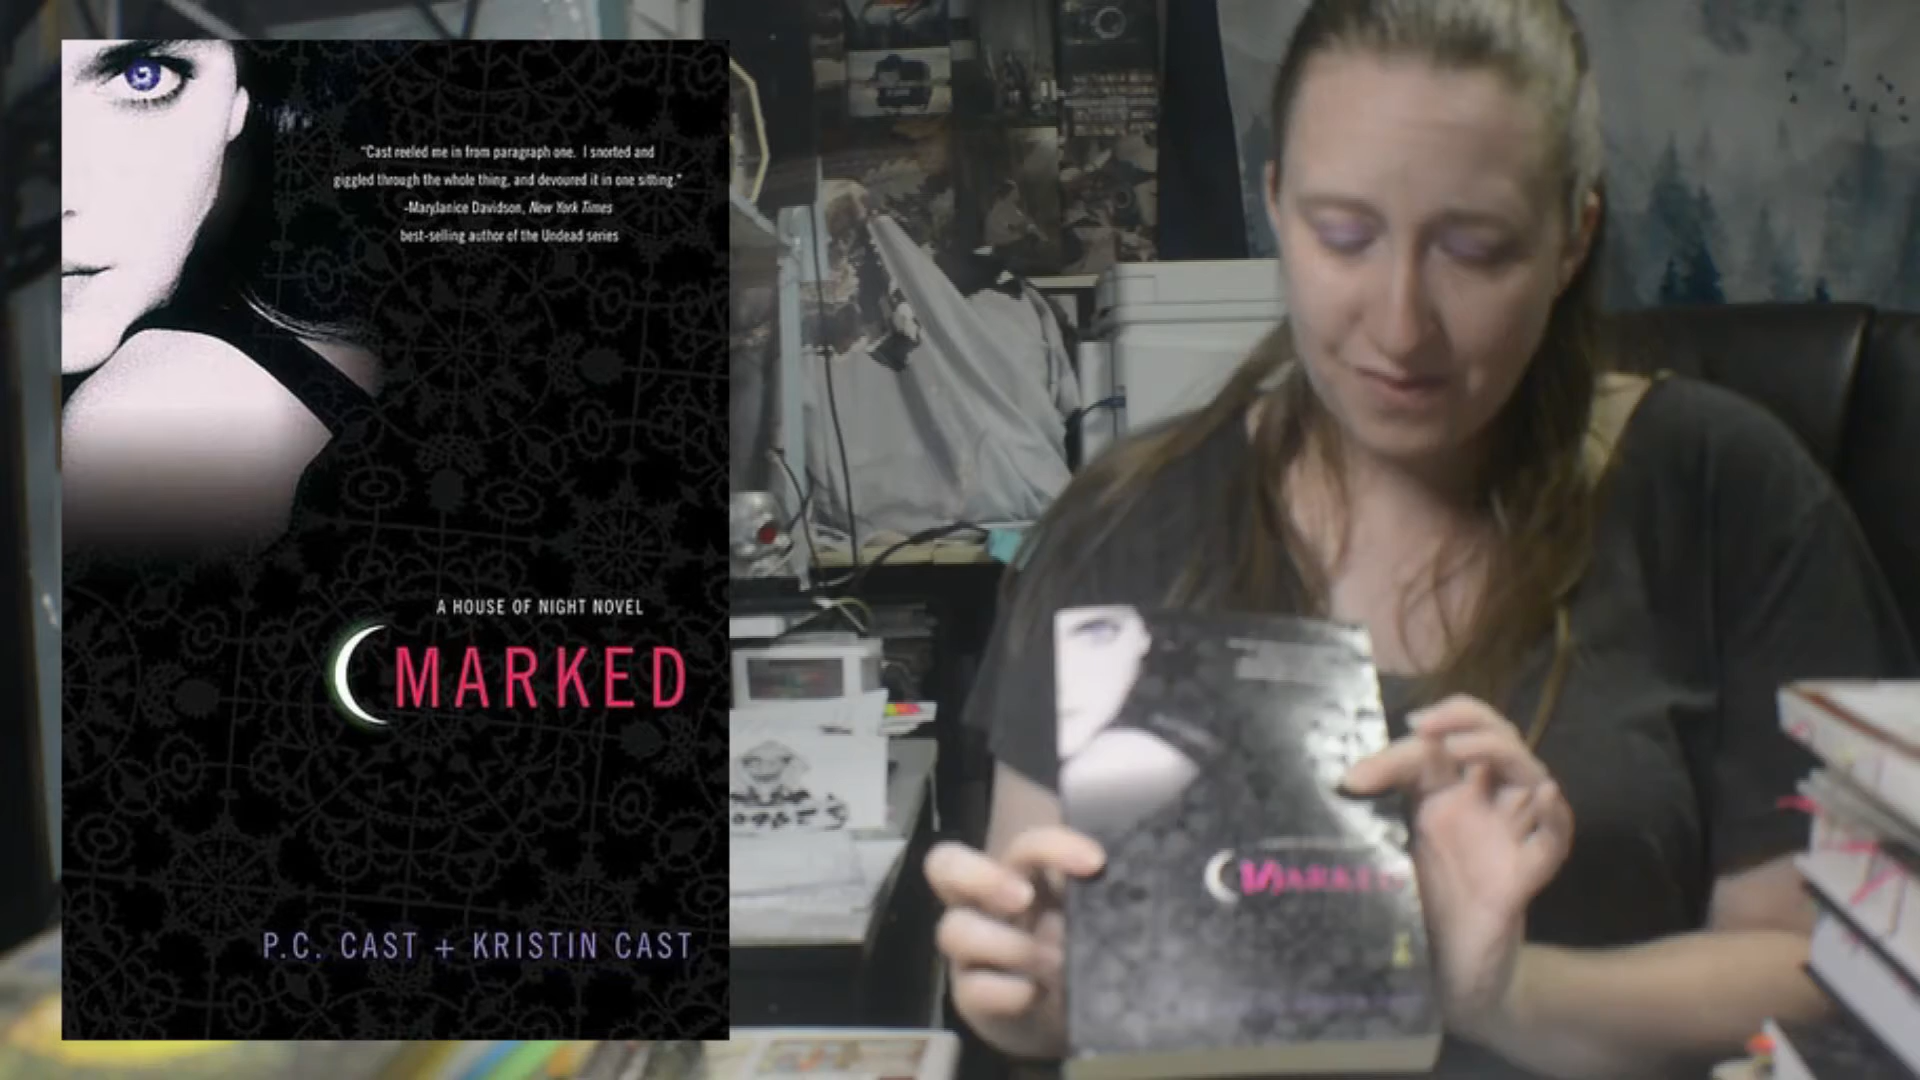 "Cast reeled me in from paragraph one. I snorted and
giggled through the whole thing, and devoured it in one sitting."
-MaryJanice Davidson, New York Times
best-selling author of the Undead series
A HOUSE OF NIGHT NOVEL
MARKED
P.C. CAST + KRISTIN CAST
MARKED